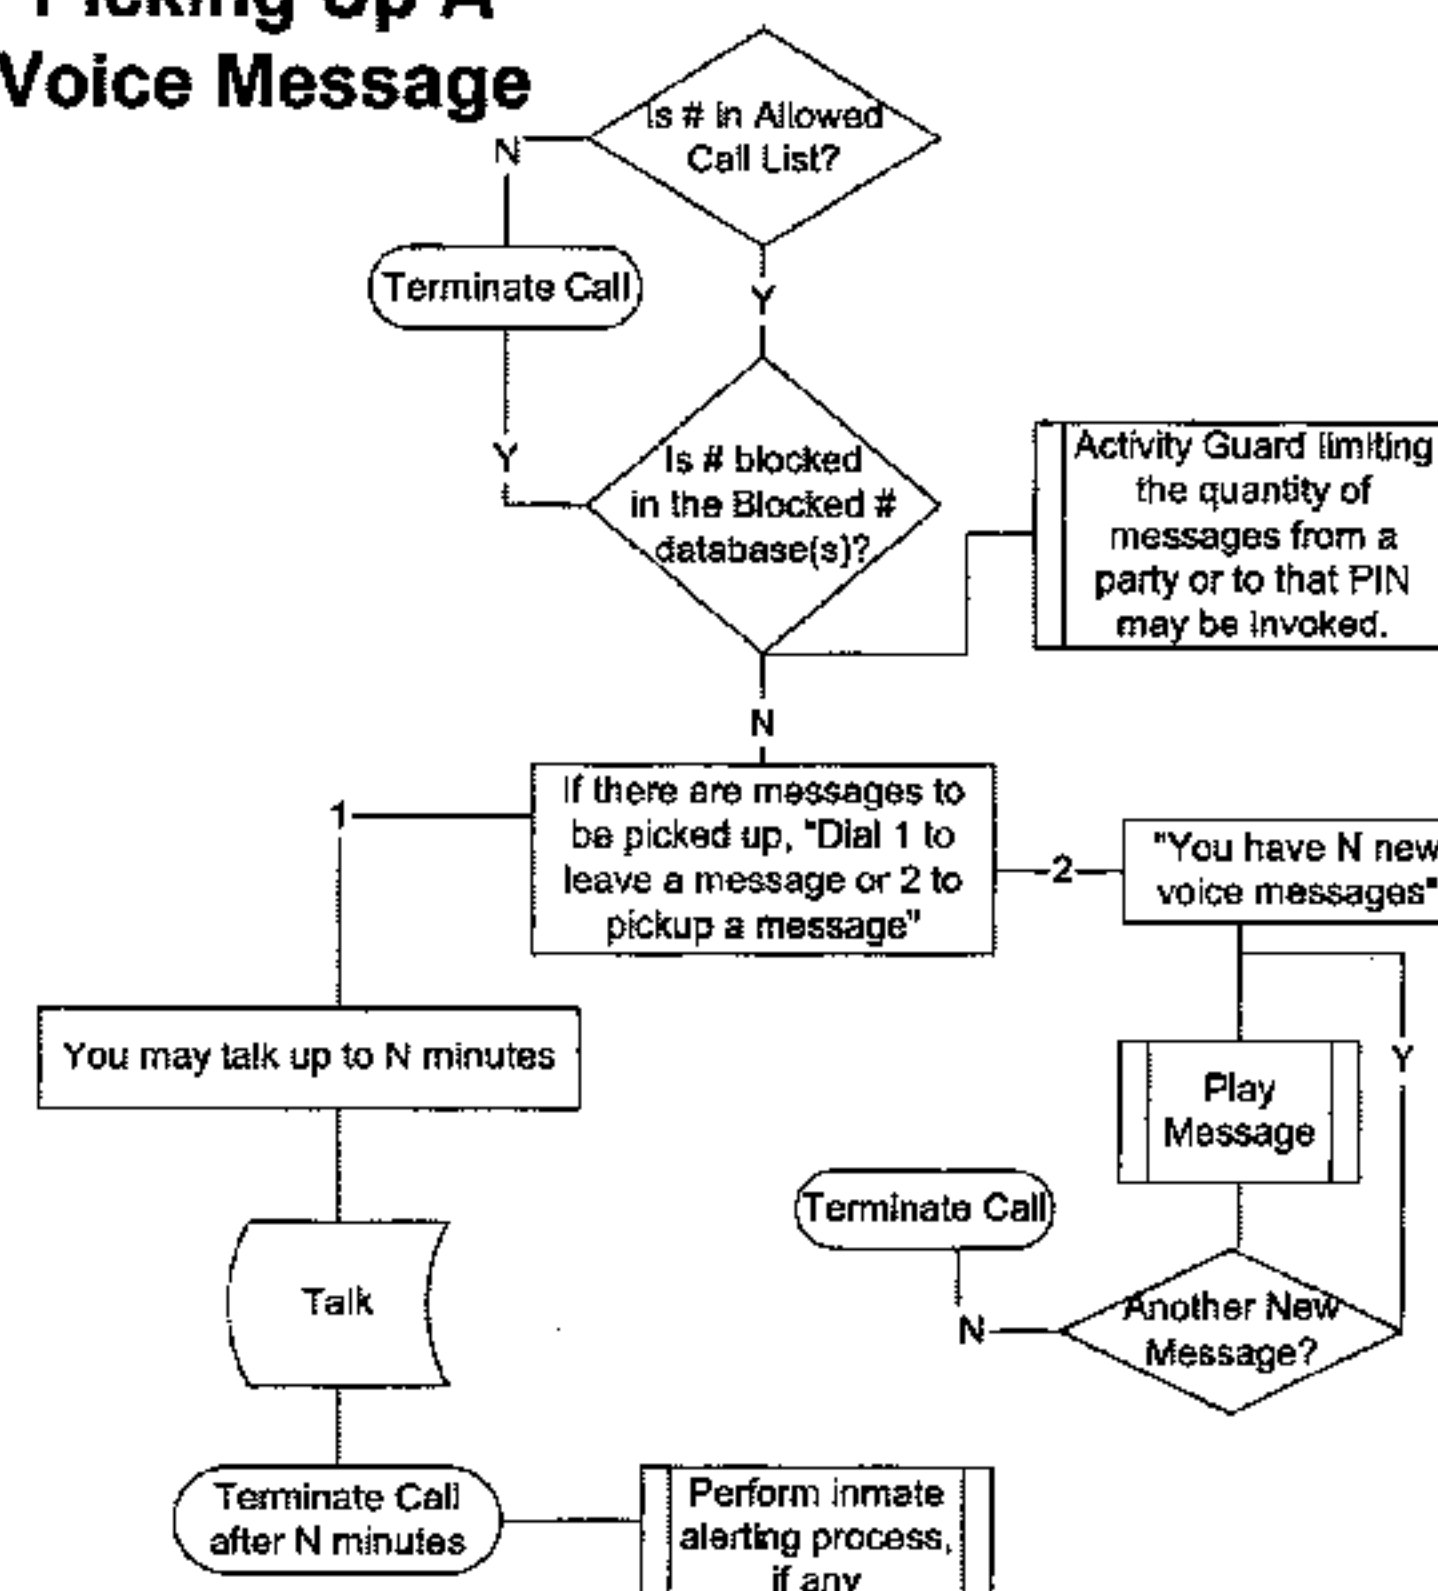 Picking Up A
Voice Message
Is # in Allowed
Call List?
N
Terminate Call
Y
Y
Is # blocked
in the Blocked #
database(s)?
Activity Guard limiting
the quantity of
messages from a
party or to that PIN
may be invoked.
N
If there are messages to
be picked up, "Dial 1 to
leave a message or 2 to
pickup a message"
1
2
"You have N new
voice messages"
You may talk up to N minutes
Play
Message
Y
Terminate Call
Talk
N
Another New
Message?
Terminate Call
after N minutes
Perform inmate
alerting process,
if any